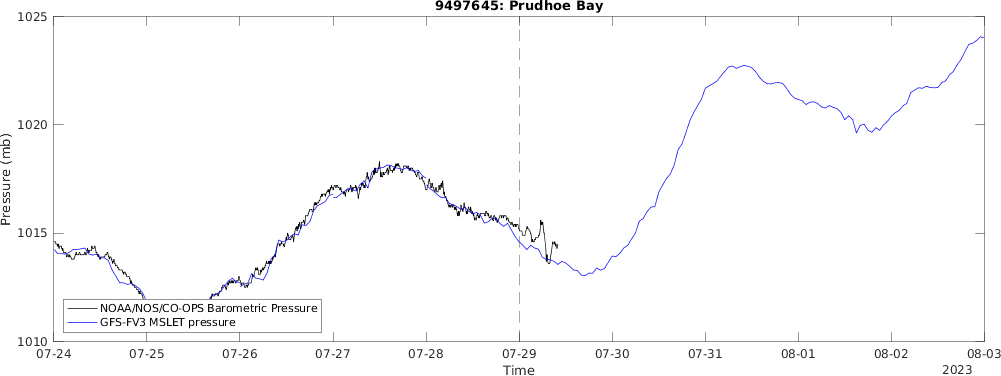 9497645: Prudhoe Bay
1025
1020
1015
1010
Pressure (mb)
NOAA/NOS/CO-OPS Barometric Pressure
GFS-FV3 MSLET pressure
07-24 07-25 07-26 07-27 07-28 07-29 07-30 07-31 08-01 08-02 08-03
Time
2023